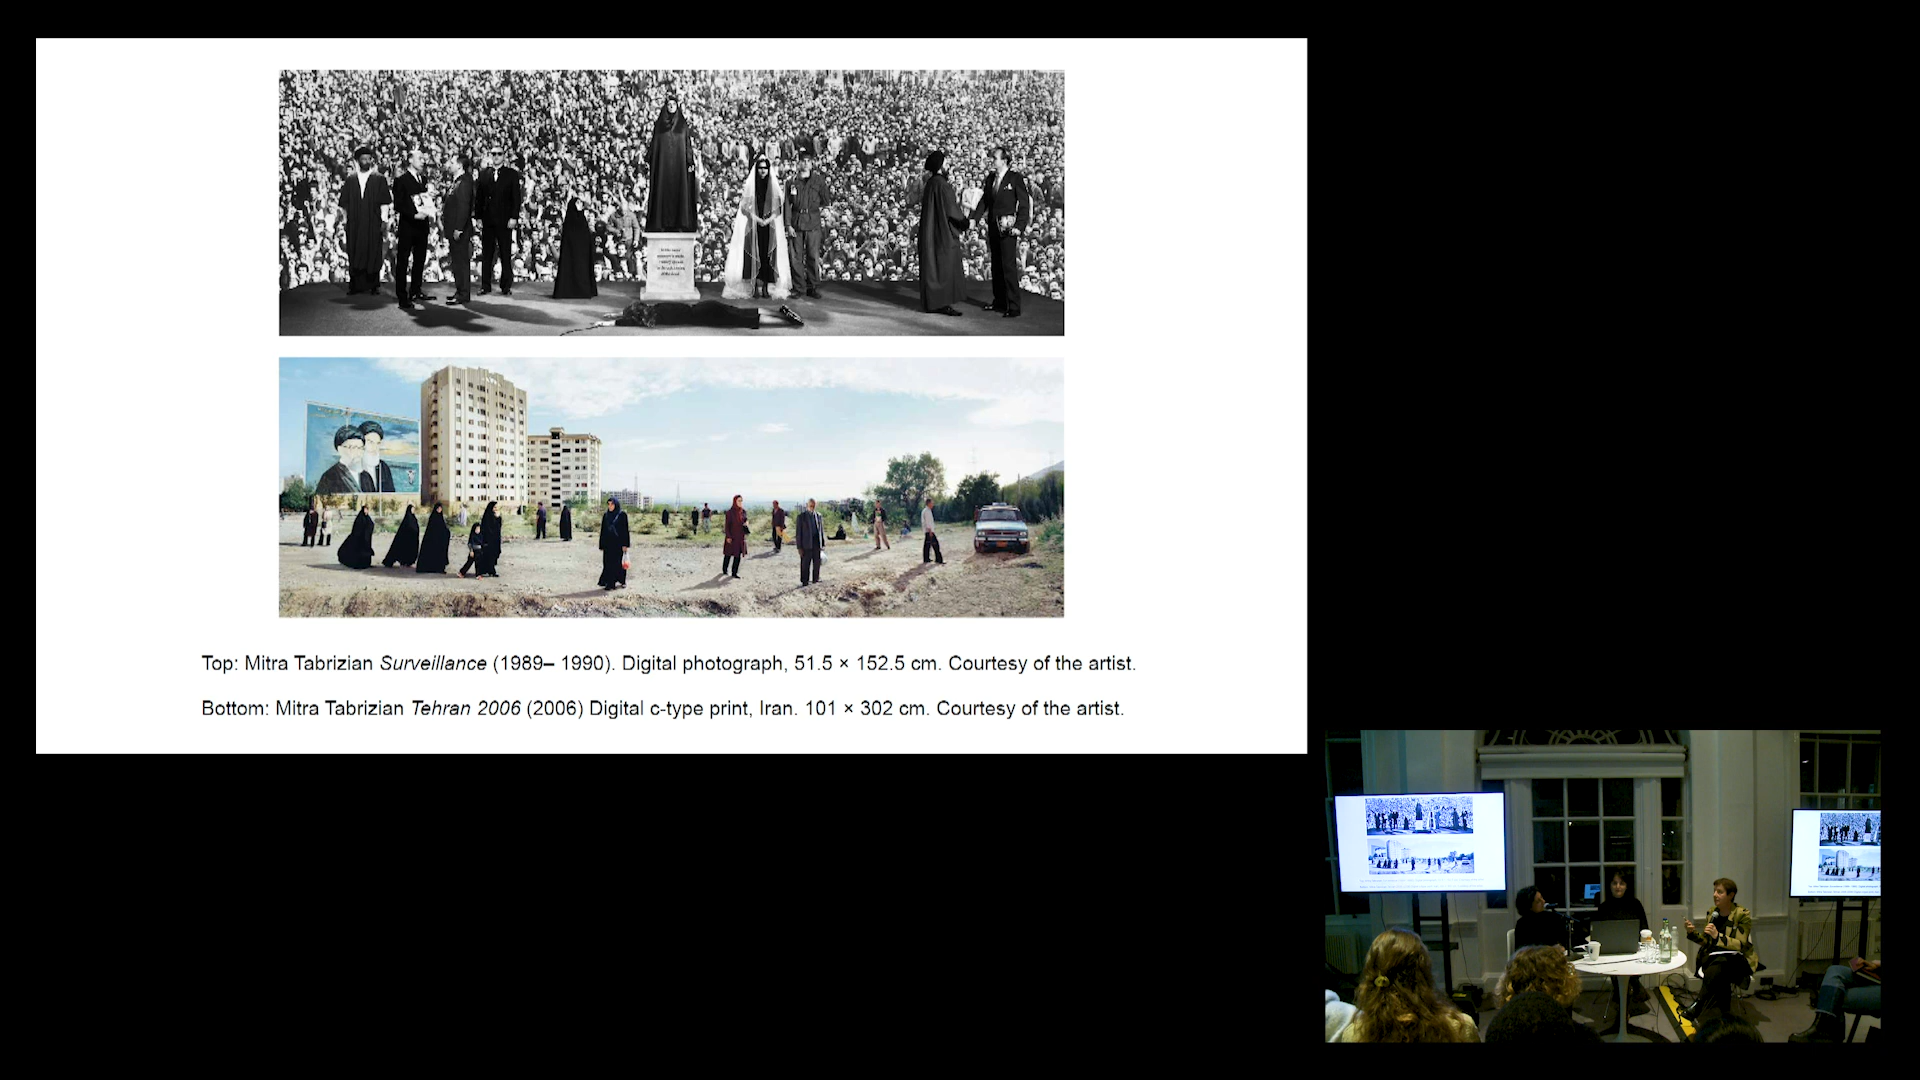 Top: Mitra Tabrizian Surveillance (1989– 1990). Digital photograph, 51.5 × 152.5 cm. Courtesy of the artist.
Bottom: Mitra Tabrizian Tehran 2006 (2006) Digital c-type print, Iran. 101 × 302 cm. Courtesy of the artist.